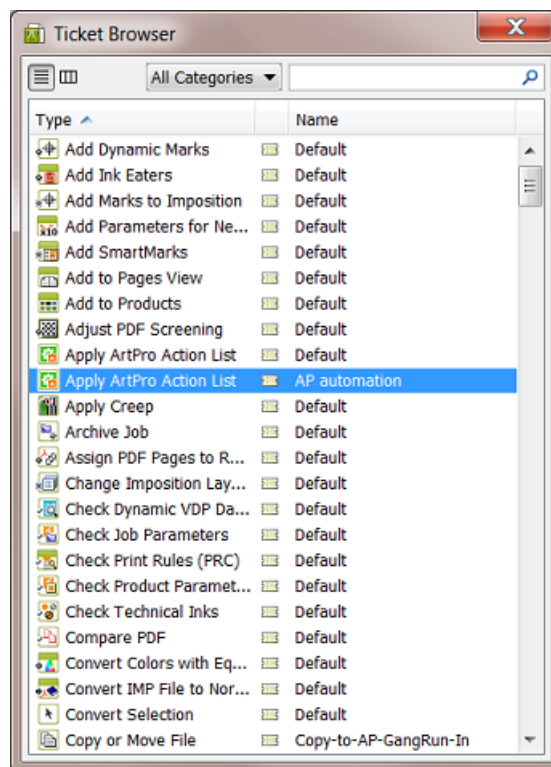 Ticket Browser
All Categories
Type Name
Add Dynamic Marks Default
Add Ink Eaters Default
Add Marks to Imposition Default
Add Parameters for Ne... Default
Add SmartMarks Default
Add to Pages View Default
Add to Products Default
Adjust PDF Screening Default
Apply ArtPro Action List Default
Apply ArtPro Action List AP automation
Apply Creep Default
Archive Job Default
Assign PDF Pages to R... Default
Change Imposition Lay... Default
Check Dynamic VDP Da... Default
Check Job Parameters Default
Check Print Rules (PRC) Default
Check Product Paramet... Default
Check Technical Inks Default
Compare PDF Default
Convert Colors with Eq... Default
Convert IMP File to Nor... Default
Convert Selection Default
Copy or Move File Copy-to-AP-GangRun-In